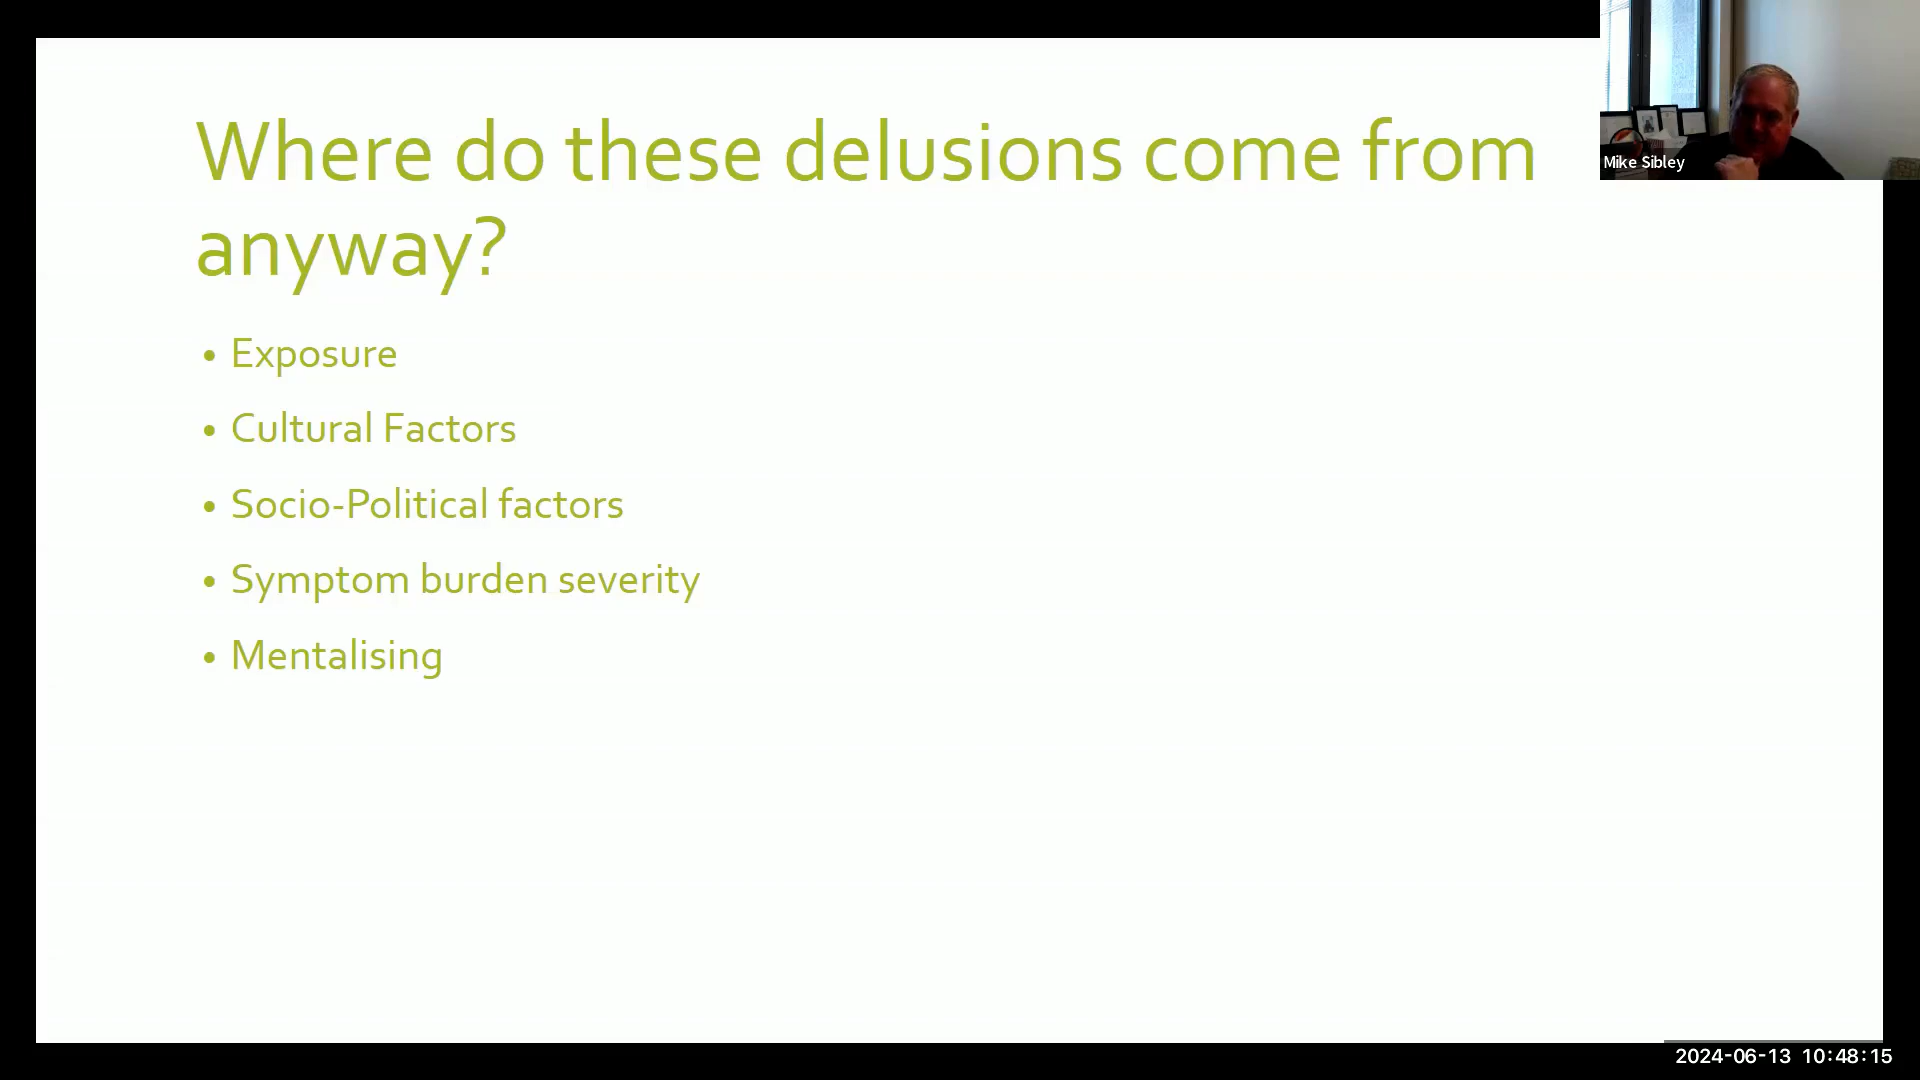 Where do these delusions come from
anyway?
• Exposure
• Cultural Factors
• Socio-Political factors
• Symptom burden severity
• Mentalising
Mike Sibley
2024-06-13 10:48:15